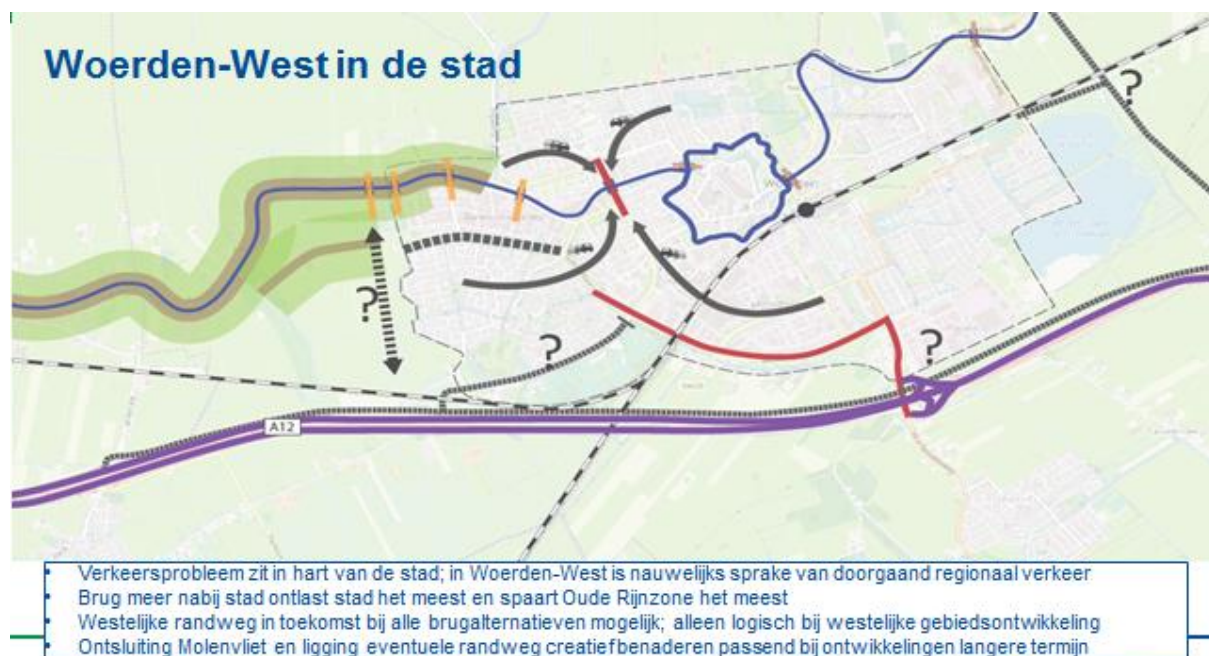 Woerden-West in de stad
?
?
?
?
A12
Verkeersprobleem zit in hart van de stad; in Woerden-West is nauwelijks sprake van doorgaand regionaal verkeer
Brug meer nabij stad ontlast stad het meest en spaart Oude Rijnzone het meest
Westelijke randweg in toekomst bij alle brugalternatieven mogelijk; alleen logisch bij westelijke gebiedsontwikkeling
Ontsluiting Molenvliet en ligging eventuele randweg creatief benaderen passend bij ontwikkelingen langere termijn